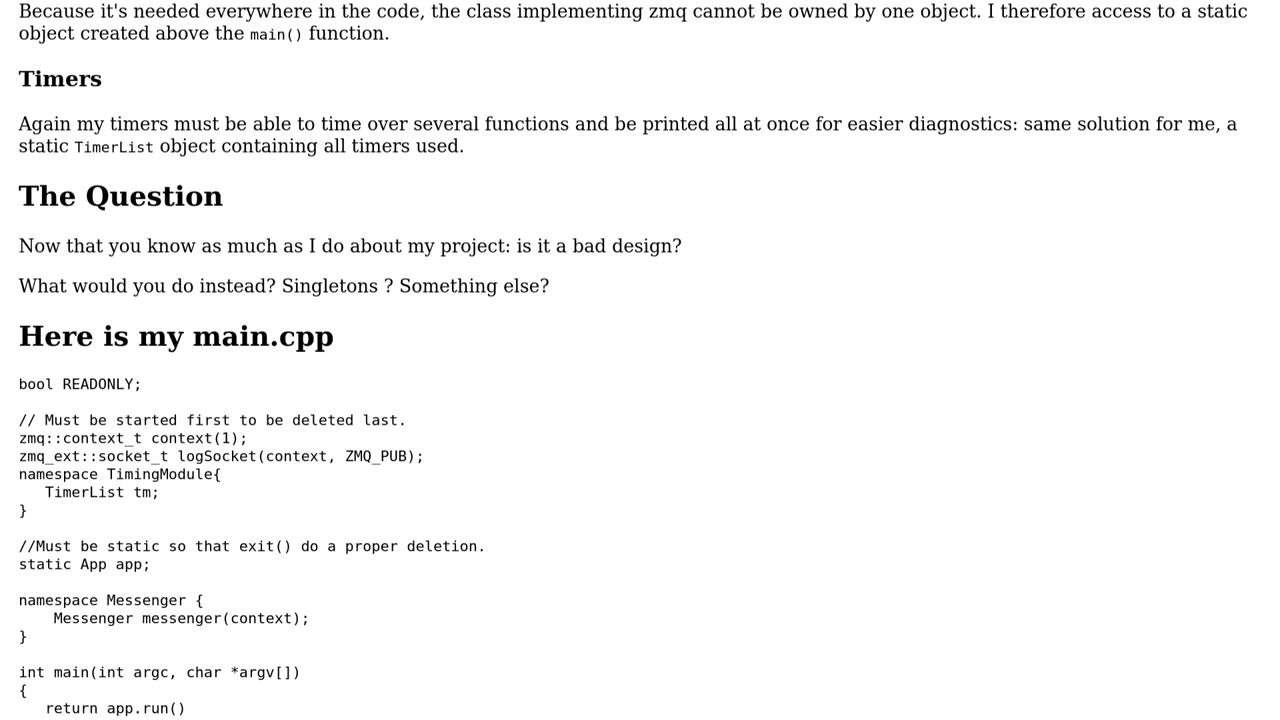 Because it's needed everywhere in the code, the class implementing zmq cannot be owned by one object. I therefore access to a static
object created above the main() function.
Timers
Again my timers must be able to time over several functions and be printed all at once for easier diagnostics: same solution for me, a
static TimerList object containing all timers used.
The Question
Now that you know as much as I do about my project: is it a bad design?
What would you do instead? Singletons ? Something else?
Here is my main.cpp
bool READONLY;
// Must be started first to be deleted last.
zmq::context_t context(1);
zmq_ext::socket_t logSocket(context, ZMQ_PUB);
namespace TimingModule{
   TimerList tm;
}
//Must be static so that exit() do a proper deletion.
static App app;
namespace Messenger {
    Messenger messenger(context);
}
int main(int argc, char *argv[])
{
   return app.run()